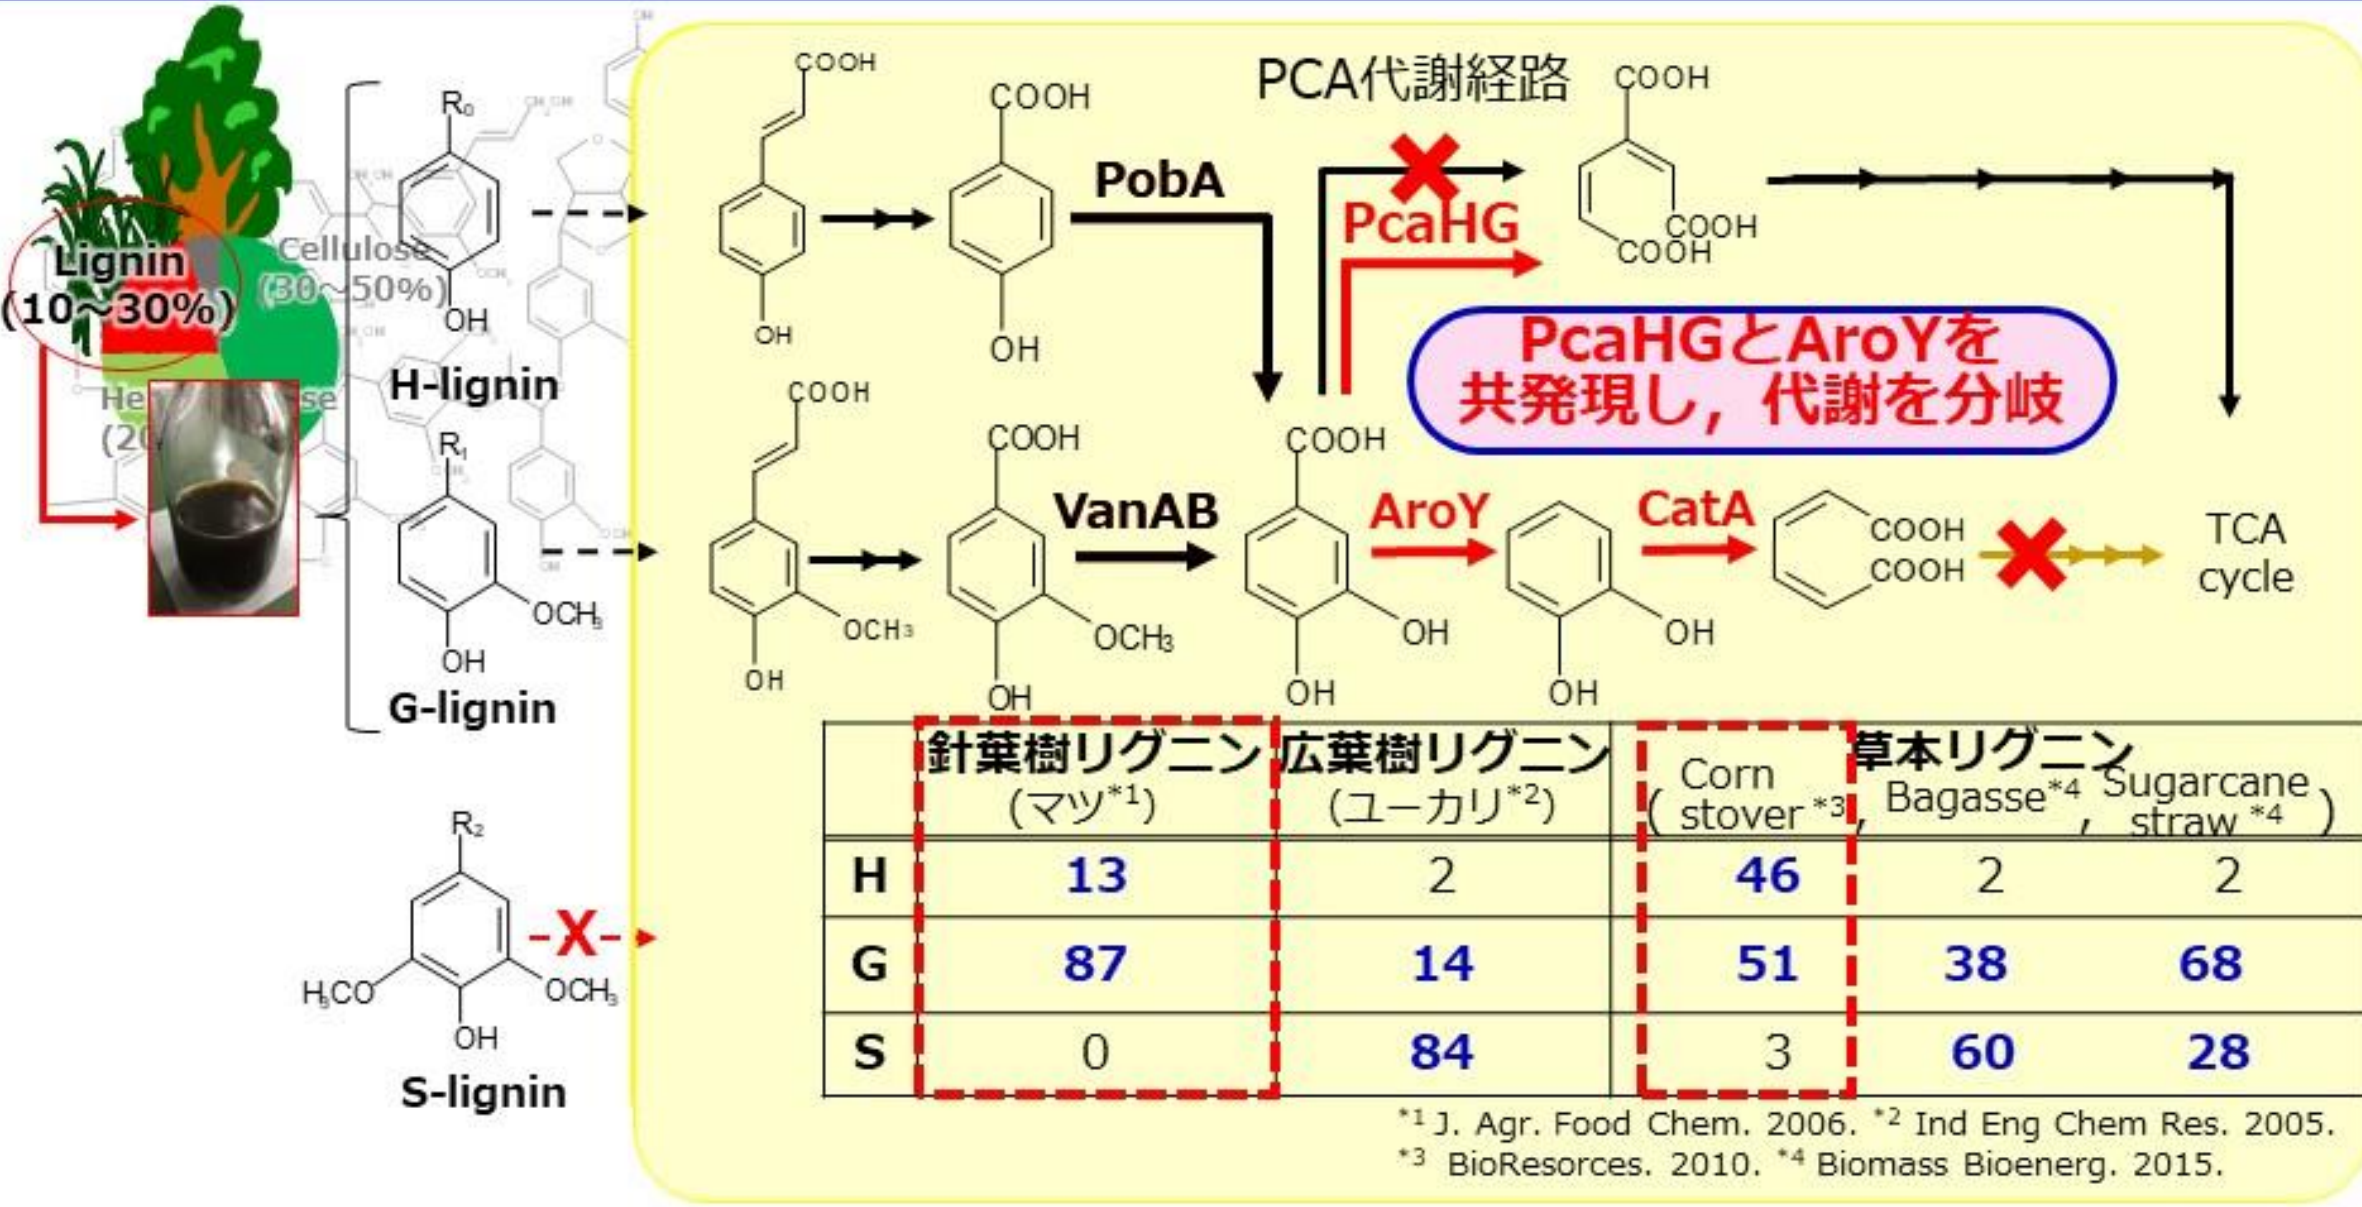 Lignin
(10～30%)
Cellulose
(30~50%)
R₀
OH
H-lignin
R₁
OCH₃
OH
G-lignin
R₂
H₃CO
OCH₃
OH
S-lignin
X
COOH
OH
COOH
OH
PobA
PCA代謝経路
PcaHG
COOH
COOH
COOH
PcaHGとAroYを
共発現し，代謝を分岐
COOH
OCH₃
OH
COOH
OCH₃
OH
VanAB
COOH
OH
OH
AroY
OH
OH
CatA
COOH
COOH
TCA
cycle
針葉樹リグニン 広葉樹リグニン 草本リグニン
(マツ*1) (ユーカリ*2) ( Corn stover *3, Bagasse*4, Sugarcane straw *4 )
H 13 2 46 2 2
G 87 14 51 38 68
S 0 84 3 60 28
*1 J. Agr. Food Chem. 2006. *2 Ind Eng Chem Res. 2005.
*3 BioResorces. 2010. *4 Biomass Bioenerg. 2015.